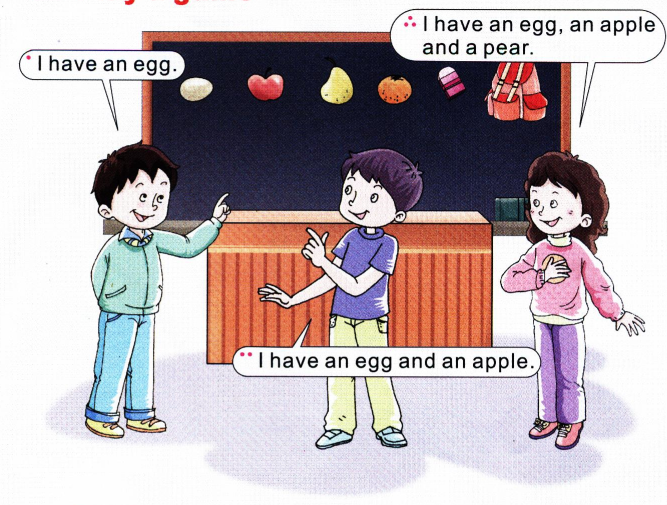 I have an egg.
I have an egg, an apple
and a pear.
I have an egg and an apple.